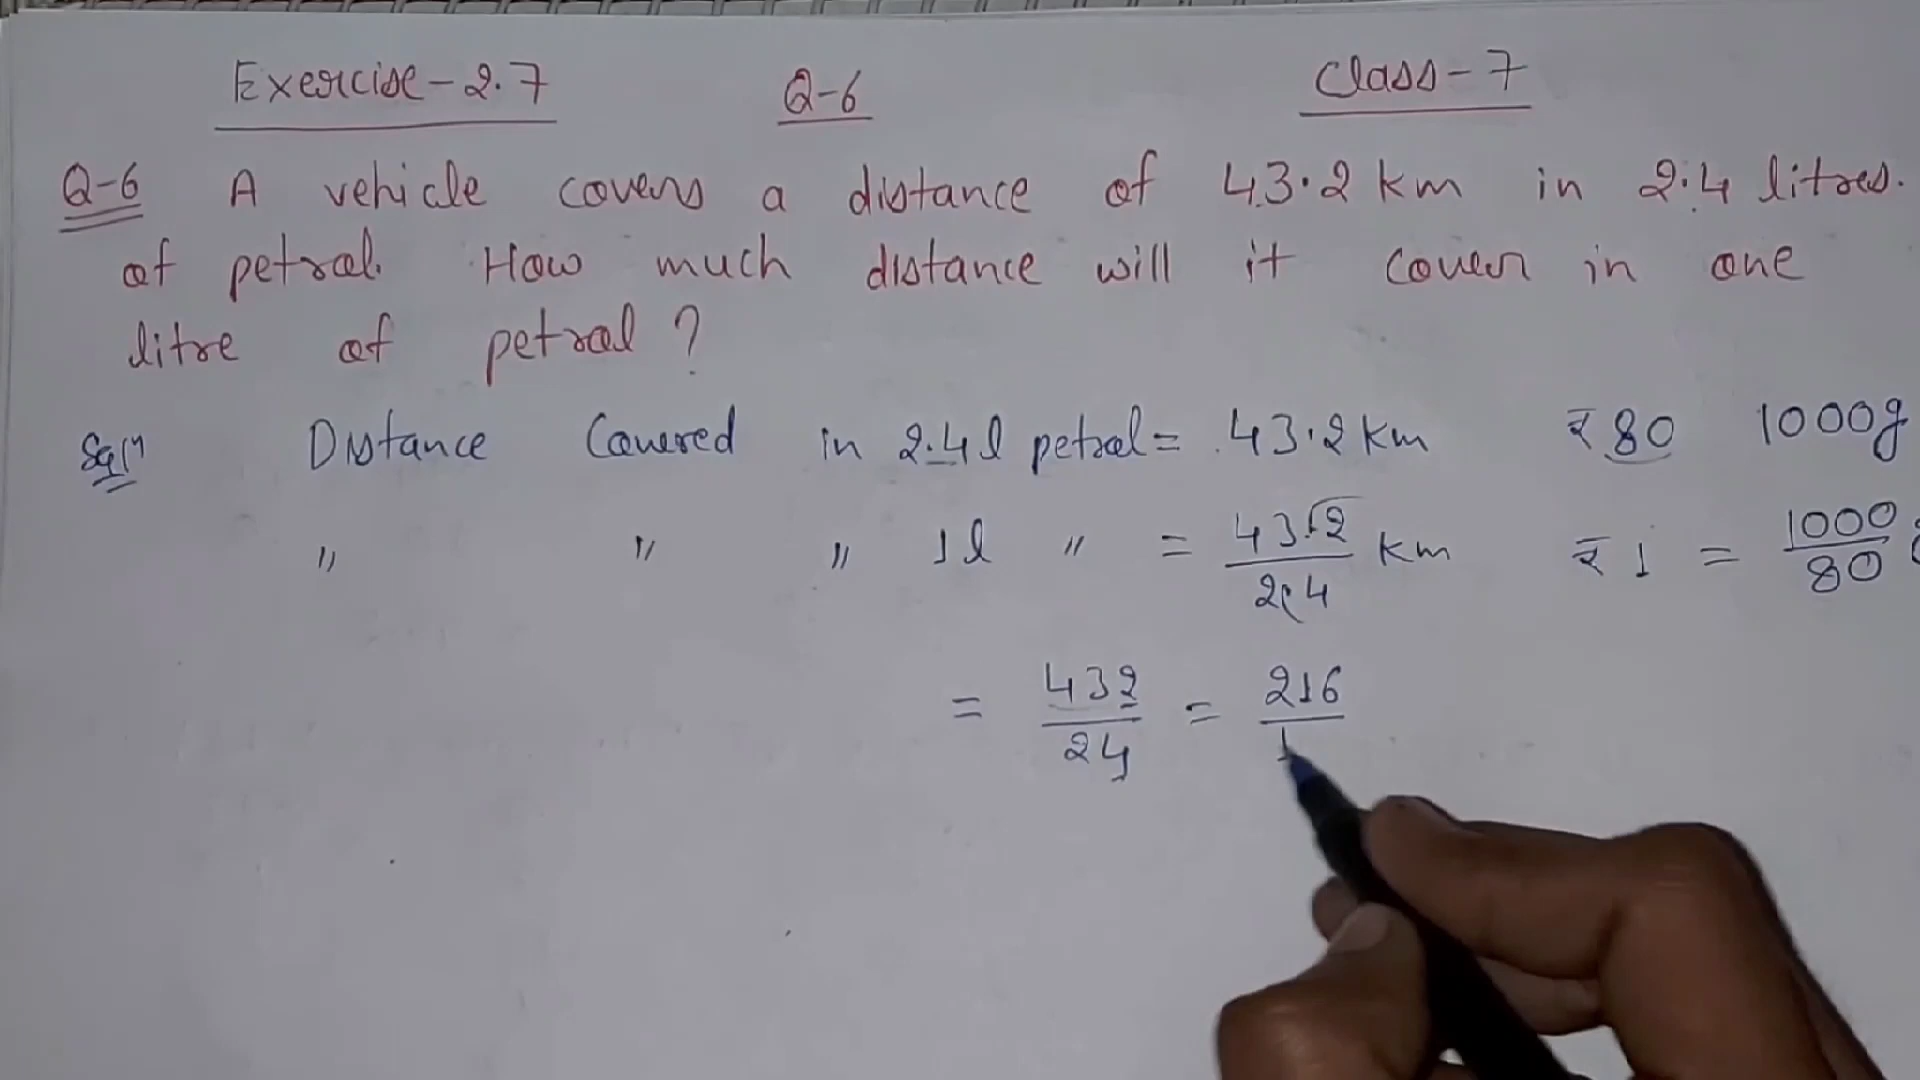 Exercise-2.7 Q-6 Class-7
Q-6 A vehicle covers a distance of 43.2 km in 2.4 litres.
of petrol. How much distance will it cover in one
litre of petrol?
Sol^n Distance Covered in 2.4 l petrol = 43.2 km ₹80 1000g
" " " 1 l " = 43.2/2.4 km ₹1 = 1000/80
= 432/24 = 216/1